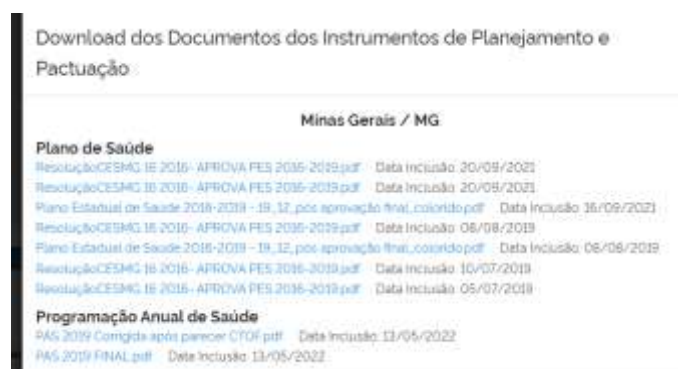 Download dos Documentos dos Instrumentos de Planejamento e
Pactuação
Minas Gerais / MG
Plano de Saúde
ResoluçãoCESMG 16 2016- APROVA PES 2016-2019.pdf Data Inclusão: 20/09/2021
ResoluçãoCESMG 16 2016- APROVA PES 2016-2019.pdf Data Inclusão: 20/09/2021
Plano Estadual de Saude 2016-2019 - 19_12_pos aprovação final_colorido.pdf Data Inclusão: 16/09/2021
ResoluçãoCESMG 16 2016- APROVA PES 2016-2019.pdf Data Inclusão: 08/08/2019
Plano Estadual de Saude 2016-2019 - 19_12_pos aprovação final_colorido.pdf Data Inclusão: 08/08/2019
ResoluçãoCESMG 16 2016- APROVA PES 2016-2019.pdf Data Inclusão: 10/07/2019
ResoluçãoCESMG 16 2016- APROVA PES 2016-2019.pdf Data Inclusão: 05/07/2019
Programação Anual de Saúde
PAS 2019 Corrigida após parecer CTOF.pdf Data Inclusão: 13/05/2022
PAS 2019 FINAL.pdf Data Inclusão: 13/05/2022